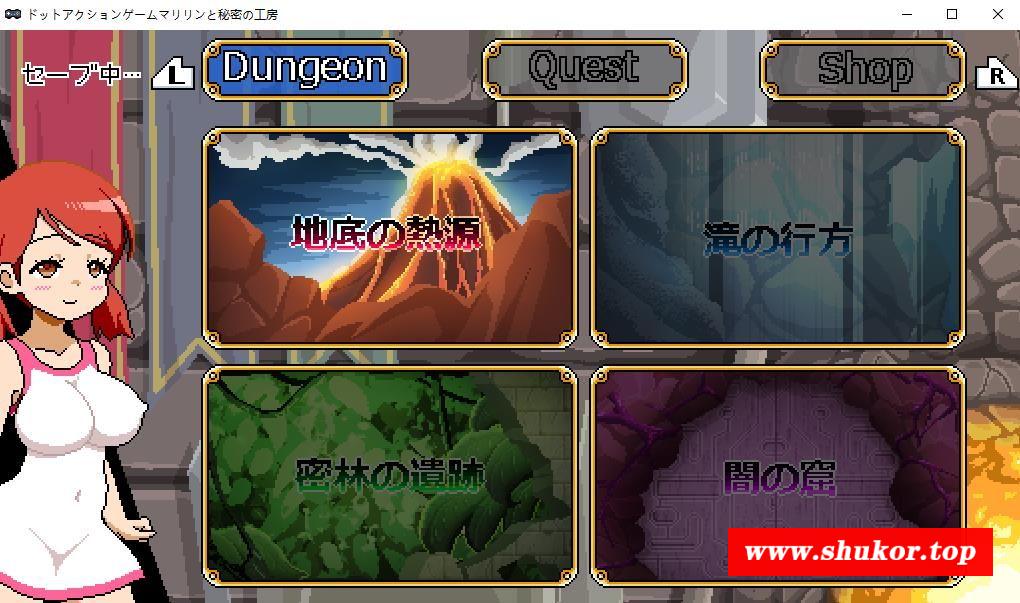 ドットアクションゲームマリリンと秘密の工房
セーブ中…
L
Dungeon
Quest
Shop
R
地底の熱源
滝の行方
密林の遺跡
闇の窟
www.shukor.top